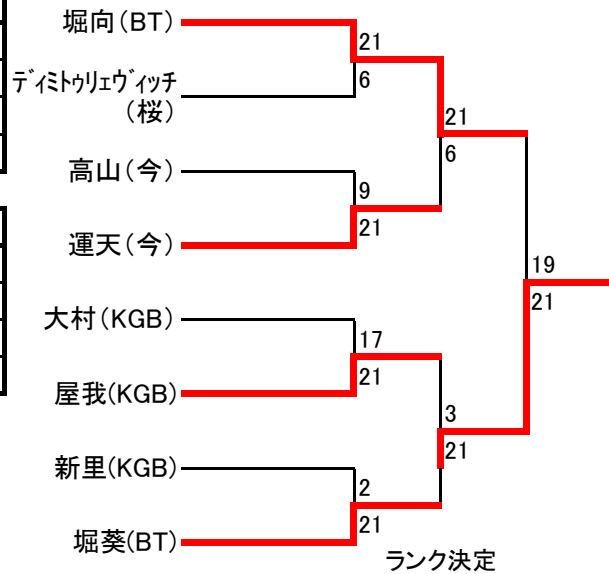 堀向(BT)
21
ディミトゥリェヴィッチ
6
(桜)
21
6
高山(今)
9
21
運天(今)
19
21
大村(KGB)
17
21
屋我(KGB)
3
21
新里(KGB)
2
21
堀葵(BT)
ランク決定